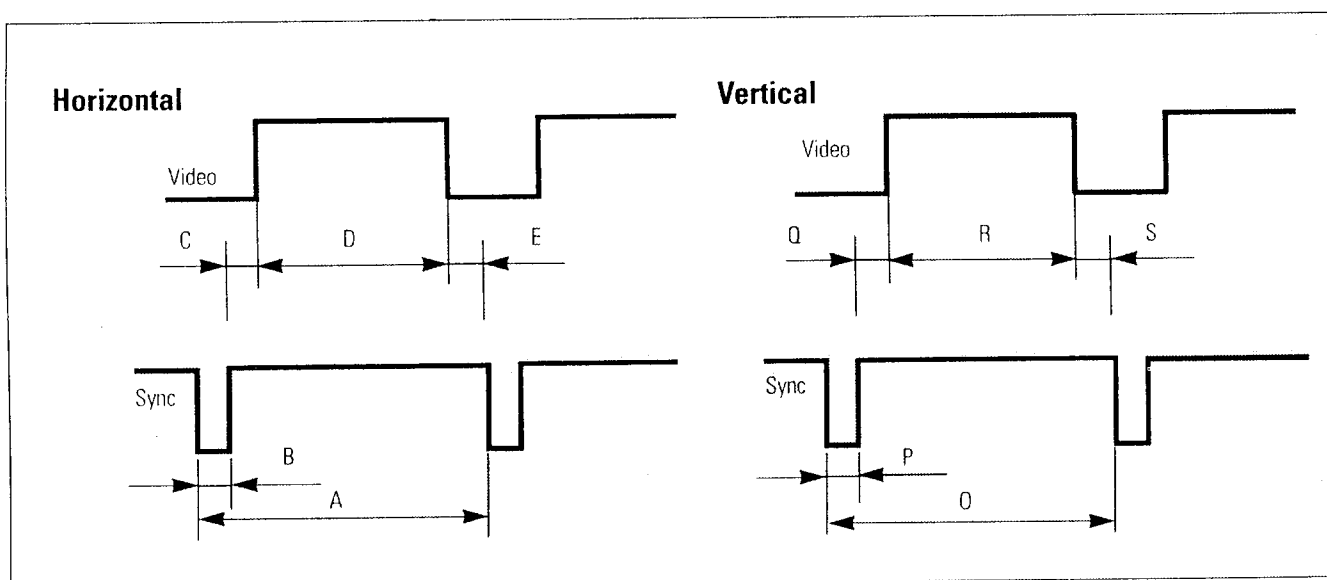 Horizontal
Video
C D E
Sync
B
A
Vertical
Video
Q R S
Sync
P
O